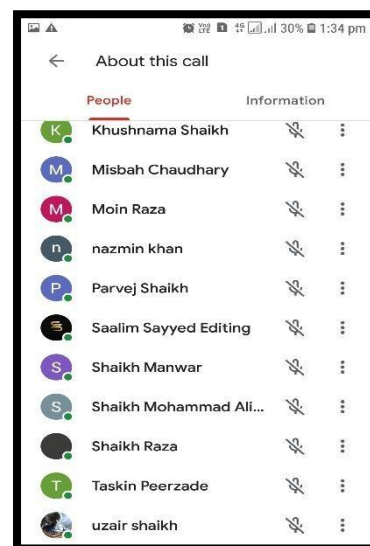 30% 1:34 pm
About this call
People Information
K Khushnama Shaikh
M Misbah Chaudhary
M Moin Raza
n nazmin khan
P Parvej Shaikh
Saalim Sayyed Editing
S Shaikh Manwar
S Shaikh Mohammad Ali...
Shaikh Raza
T Taskin Peerzade
uzair shaikh